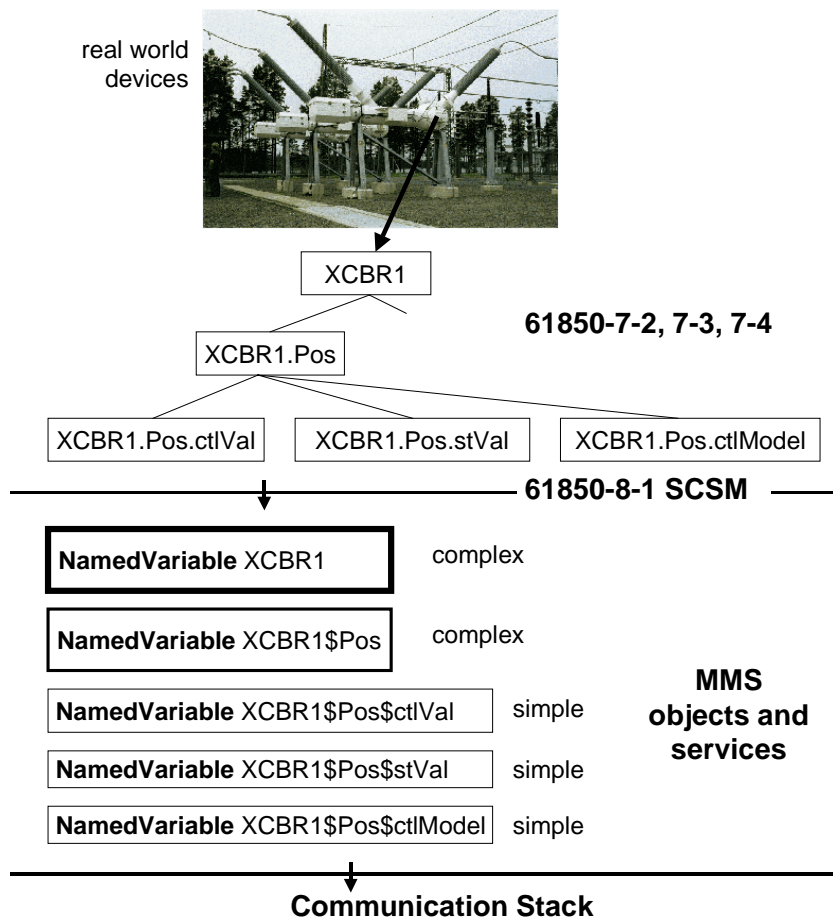 real world
devices
XCBR1
61850-7-2, 7-3, 7-4
XCBR1.Pos
XCBR1.Pos.ctlVal
XCBR1.Pos.stVal
XCBR1.Pos.ctlModel
61850-8-1 SCSM
NamedVariable XCBR1
complex
NamedVariable XCBR1$Pos
complex
NamedVariable XCBR1$Pos$ctlVal
simple
NamedVariable XCBR1$Pos$stVal
simple
NamedVariable XCBR1$Pos$ctlModel
simple
MMS
objects and
services
Communication Stack